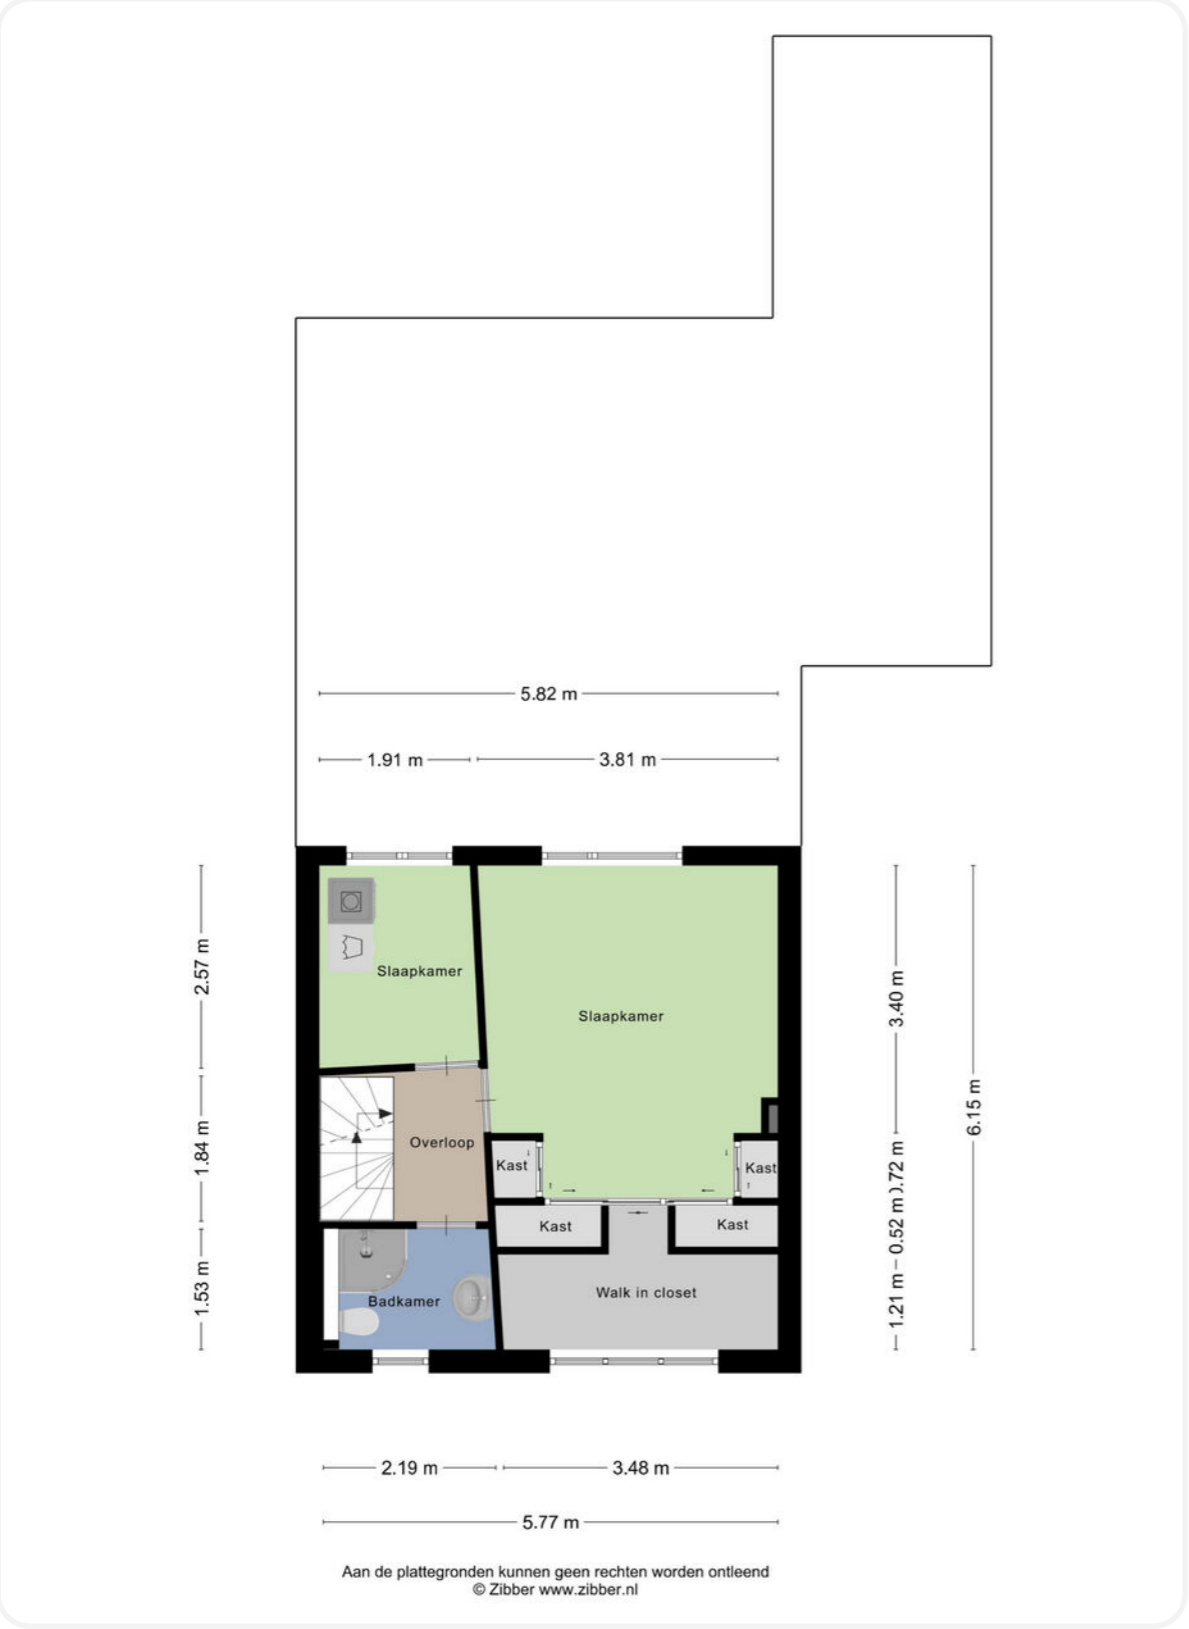 5.82 m
1.91 m
3.81 m
2.57 m
1.84 m
1.53 m
3.40 m
0.52 m
1.21 m
6.15 m
Slaapkamer
Slaapkamer
Overloop
Kast
Kast
Kast
Kast
Walk in closet
Badkamer
2.19 m
3.48 m
5.77 m
Aan de plattegronden kunnen geen rechten worden ontleend
© Zibber www.zibber.nl